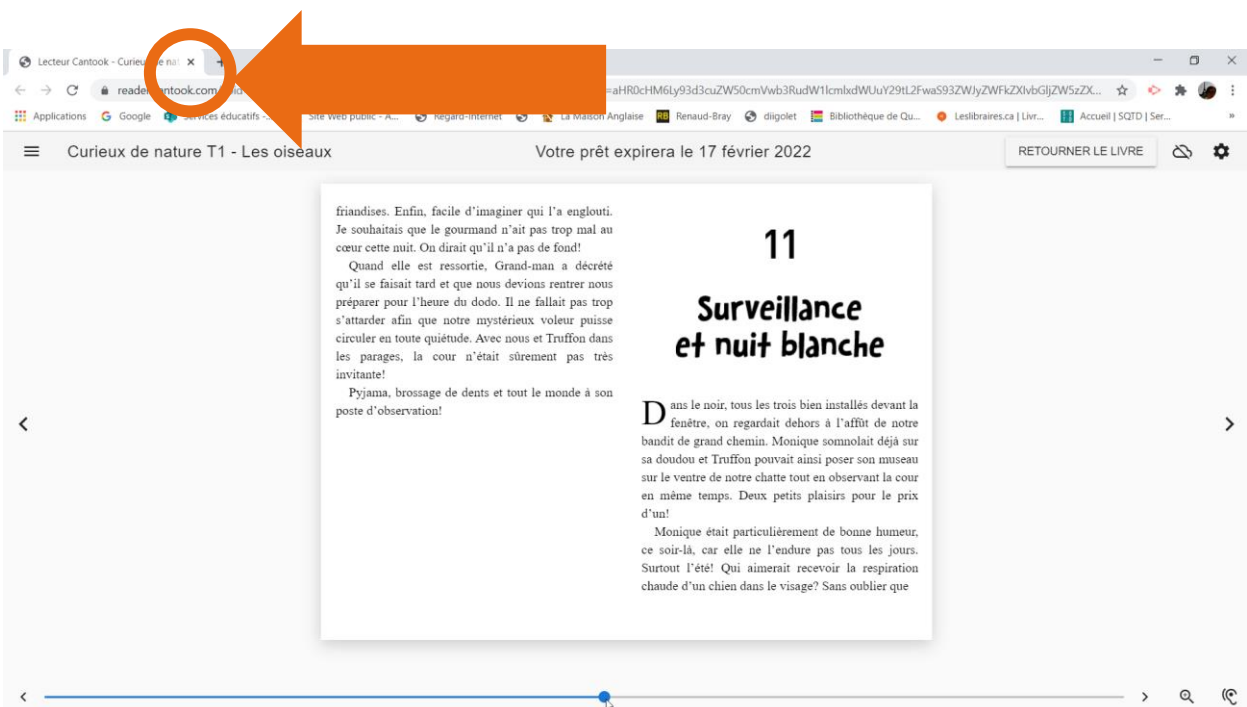 Lecteur Cantook - Curieux de nat
reader.cantook.com
=aHR0cHM6Ly93d3cuZW50cmVwb3RudW1lcmlxdWUuY29tL2FwaS93ZWJyZWFkZXIvbGljZW5zZX...
Applications Google Services éducatifs -... Site Web public - A... Regard-Internet La Maison Anglaise RB Renaud-Bray diigolet Bibliothèque de Qu... Leslibraires.ca | Livr... Accueil | SQTD | Ser... »
Curieux de nature T1 - Les oiseaux Votre prêt expirera le 17 février 2022 RETOURNER LE LIVRE
friandises. Enfin, facile d’imaginer qui l’a englouti.
Je souhaitais que le gourmand n’ait pas trop mal au
cœur cette nuit. On dirait qu’il n’a pas de fond!
Quand elle est ressortie, Grand-man a décrété
qu’il se faisait tard et que nous devions rentrer nous
préparer pour l’heure du dodo. Il ne fallait pas trop
s’attarder afin que notre mystérieux voleur puisse
circuler en toute quiétude. Avec nous et Truffon dans
les parages, la cour n’était sûrement pas très
invitante!
Pyjama, brossage de dents et tout le monde à son
poste d’observation!
11
Surveillance
et nuit blanche
Dans le noir, tous les trois bien installés devant la
fenêtre, on regardait dehors à l’affût de notre
bandit de grand chemin. Monique somnolait déjà sur
sa doudou et Truffon pouvait ainsi poser son museau
sur le ventre de notre chatte tout en observant la cour
en même temps. Deux petits plaisirs pour le prix
d’un!
Monique était particulièrement de bonne humeur,
ce soir-là, car elle ne l’endure pas tous les jours.
Surtout l’été! Qui aimerait recevoir la respiration
chaude d’un chien dans le visage? Sans oublier que